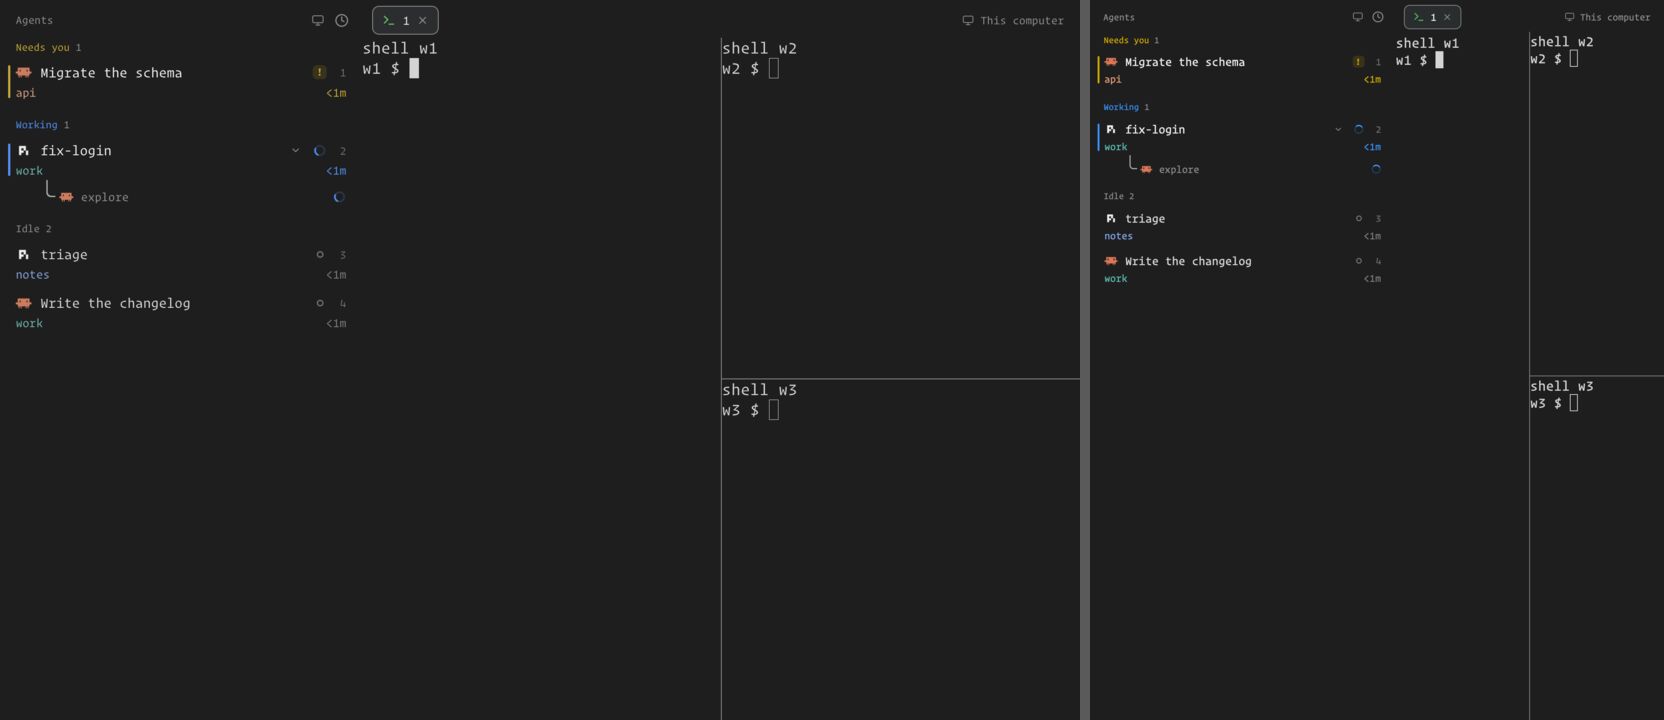 Agents
Needs you 1
Migrate the schema ! 1
api <1m
Working 1
fix-login 2
work <1m
explore
Idle 2
triage 3
notes <1m
Write the changelog 4
work <1m
>_ 1 ×
This computer
shell w1
w1 $
shell w2
w2 $
shell w3
w3 $
Agents
Needs you 1
Migrate the schema ! 1
api <1m
Working 1
fix-login 2
work <1m
explore
Idle 2
triage 3
notes <1m
Write the changelog 4
work <1m
>_ 1 ×
This computer
shell w1
w1 $
shell w2
w2 $
shell w3
w3 $